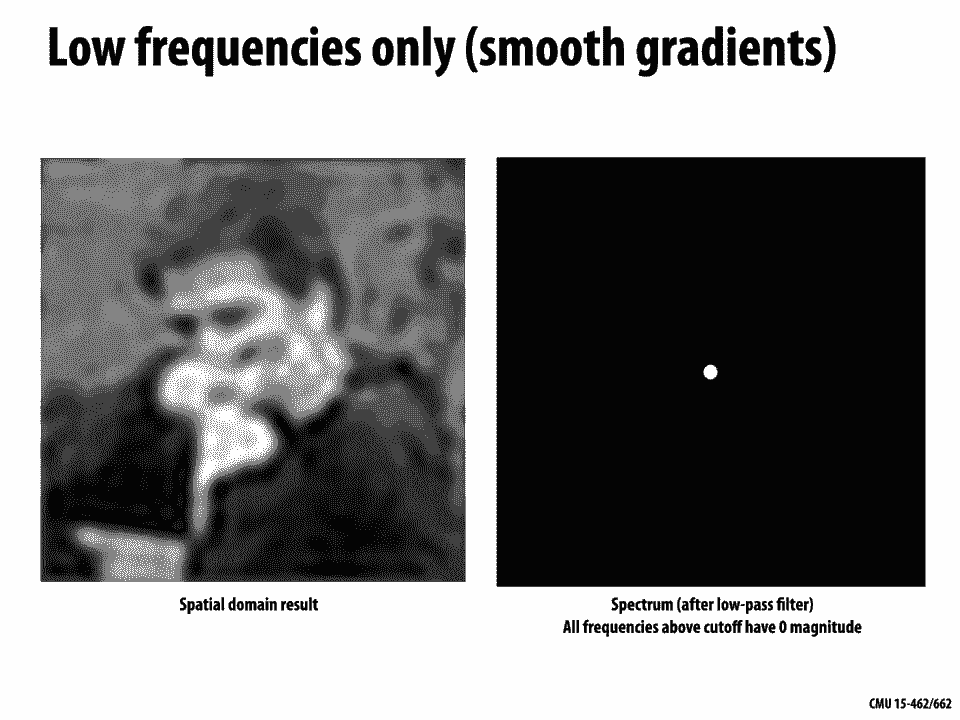 Low frequencies only (smooth gradients)
Spatial domain result
Spectrum (after low-pass filter)
All frequencies above cutoff have 0 magnitude
CMU 15-462/662